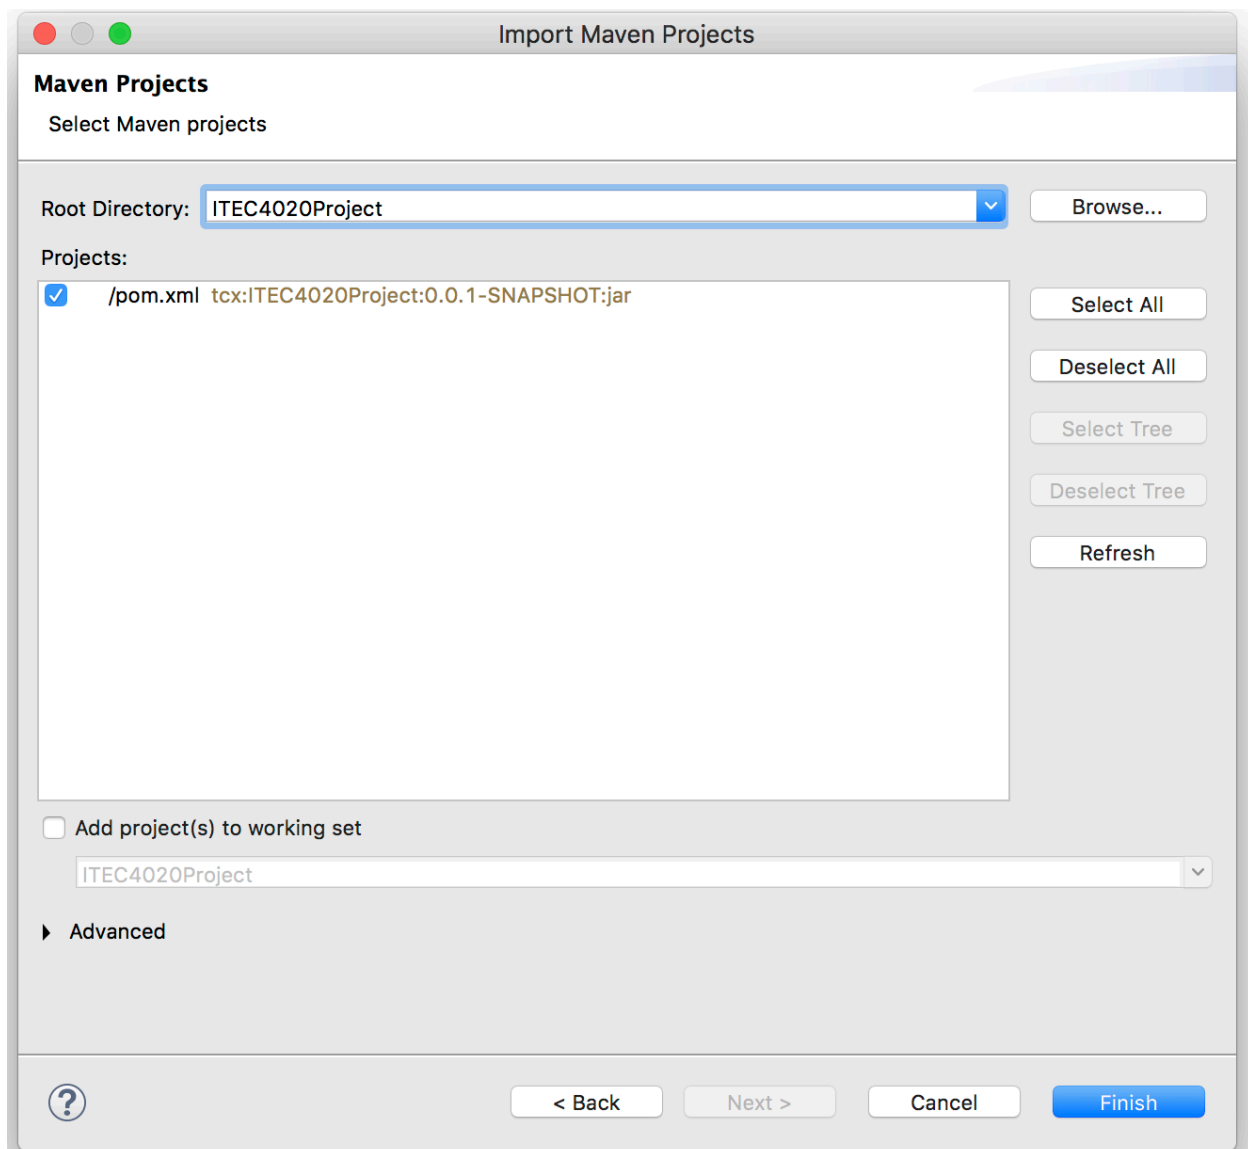 Import Maven Projects
Maven Projects
Select Maven projects
Root Directory: ITEC4020Project Browse...
Projects:
/pom.xml tcx:ITEC4020Project:0.0.1-SNAPSHOT:jar
Select All
Deselect All
Select Tree
Deselect Tree
Refresh
Add project(s) to working set
ITEC4020Project
Advanced
? < Back Next > Cancel Finish